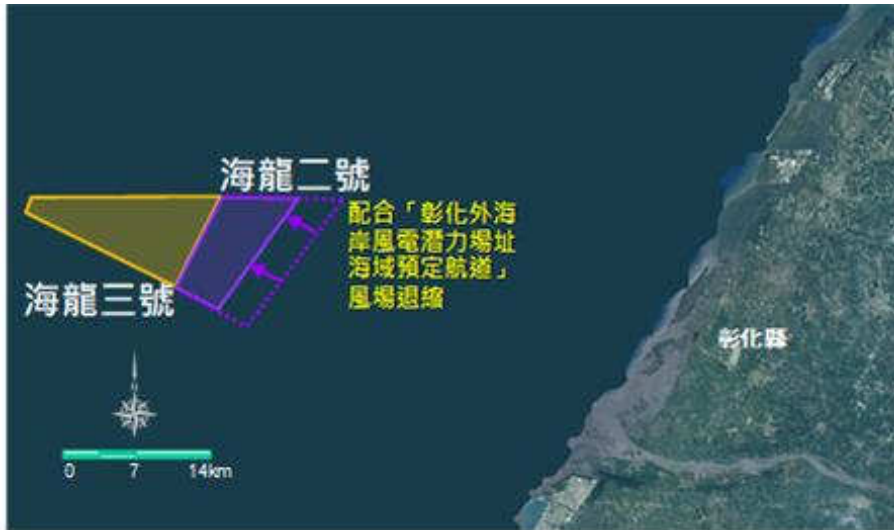 海龍二號
配合「彰化外海
岸風電潛力場址
海域預定航道」
風場退縮
海龍三號
彰化縣
0 7 14km